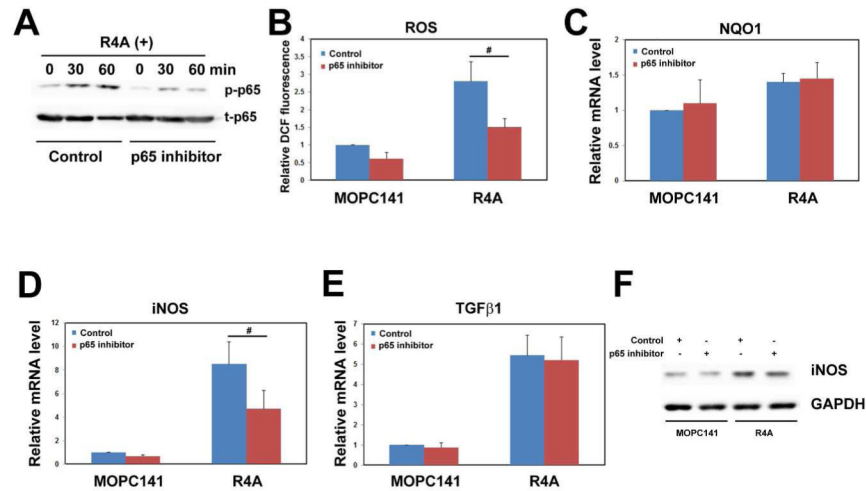 A
R4A (+)
0 30 60 0 30 60 min
p-p65
t-p65
Control p65 inhibitor
B
ROS
Relative DCF fluorescence
4
3.5
3
2.5
2
1.5
1
0.5
0
Control
p65 inhibitor
#
MOPC141 R4A
C
NQO1
Relative mRNA level
2
1.5
1
0.5
0
Control
p65 inhibitor
MOPC141 R4A
D
iNOS
Relative mRNA level
12
10
8
6
4
2
0
Control
p65 inhibitor
#
MOPC141 R4A
E
TGFβ1
Relative mRNA level
7
6
5
4
3
2
1
0
Control
p65 inhibitor
MOPC141 R4A
F
Control + - + -
p65 inhibitor - + - +
iNOS
GAPDH
MOPC141 R4A